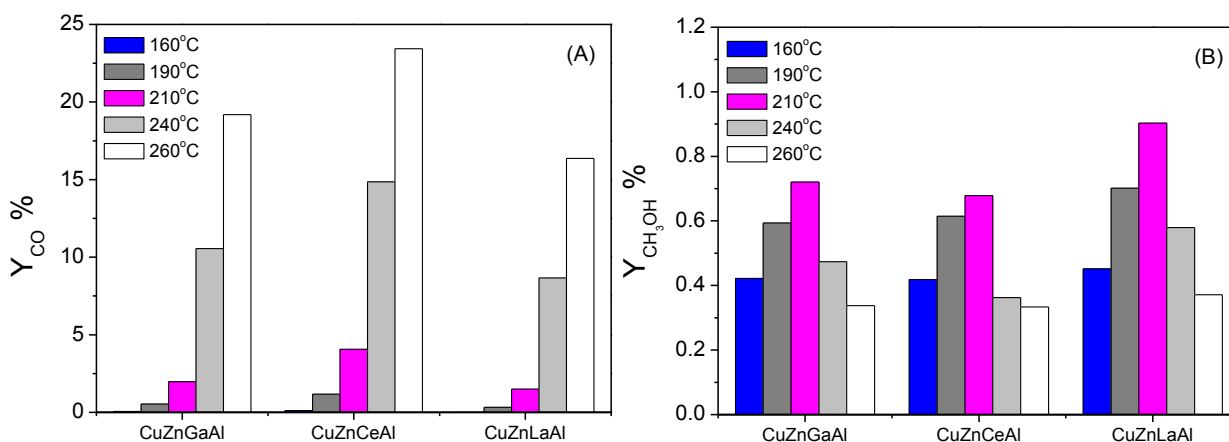 (A)
160°C
190°C
210°C
240°C
260°C
Y_CO %
25
20
15
10
5
0
CuZnGaAl CuZnCeAl CuZnLaAl
(B)
160°C
190°C
210°C
240°C
260°C
Y_CH₃OH %
1.2
1.0
0.8
0.6
0.4
0.2
0.0
CuZnGaAl CuZnCeAl CuZnLaAl